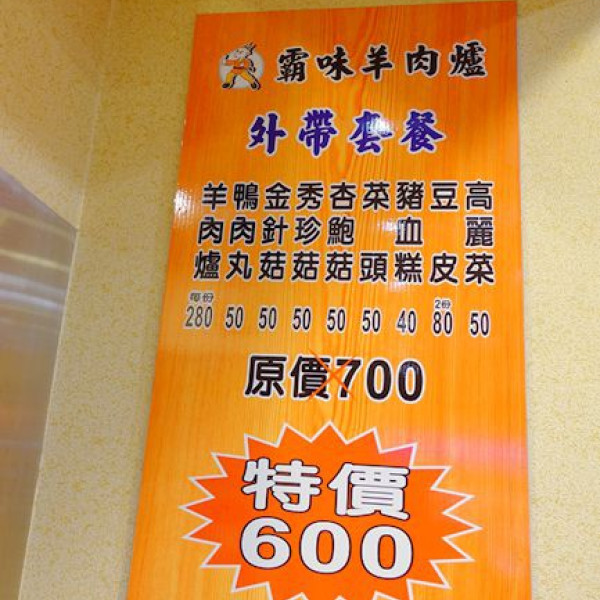 霸味羊肉爐
外帶套餐
羊肉爐
鴨肉丸
金針菇
秀珍菇
杏鮑菇
菜頭
豬血糕
豆皮
高麗菜
每份 2份
280 50 50 50 50 50 40 80 50
原價700
特價
600